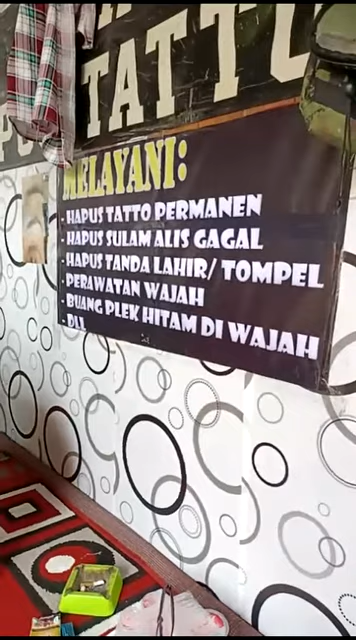 TATTO
MELAYANI:
- HAPUS TATTO PERMANEN
- HAPUS SULAM ALIS GAGAL
- HAPUS TANDA LAHIR/ TOMPEL
- PERAWATAN WAJAH
- BUANG PLEK HITAM DI WAJAH
- DLL